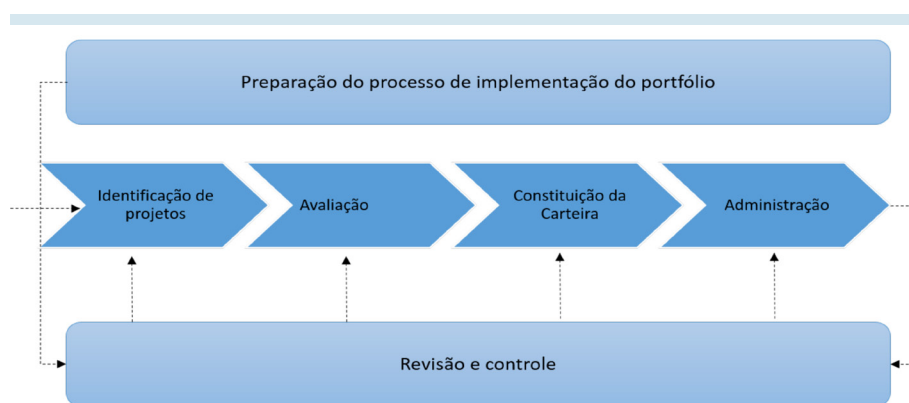 Preparação do processo de implementação do portfólio
Identificação de
projetos
Avaliação
Constituição da
Carteira
Administração
Revisão e controle